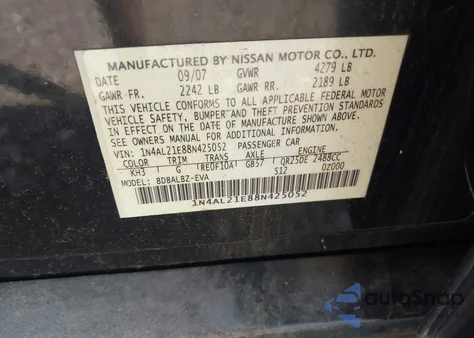 MANUFACTURED BY NISSAN MOTOR CO., LTD.
DATE 09/07 GVWR 4279 LB
GAWR FR. 2242 LB GAWR RR. 2189 LB
THIS VEHICLE CONFORMS TO ALL APPLICABLE FEDERAL MOTOR
VEHICLE SAFETY, BUMPER AND THEFT PREVENTION STANDARDS
IN EFFECT ON THE DATE OF MANUFACTURE SHOWN ABOVE.
SEE OWNERS MANUAL FOR ADDITIONAL INFORMATION
VIN: 1N4AL21E88N425052 PASSENGER CAR
COLOR TRIM TRANS AXLE ENGINE
KH3 G RE0F10A GB57 QR25DE 2488CC
S12 02000
MODEL: BDBALBZ-EVA
1N4AL21E88N425052
autoSnap